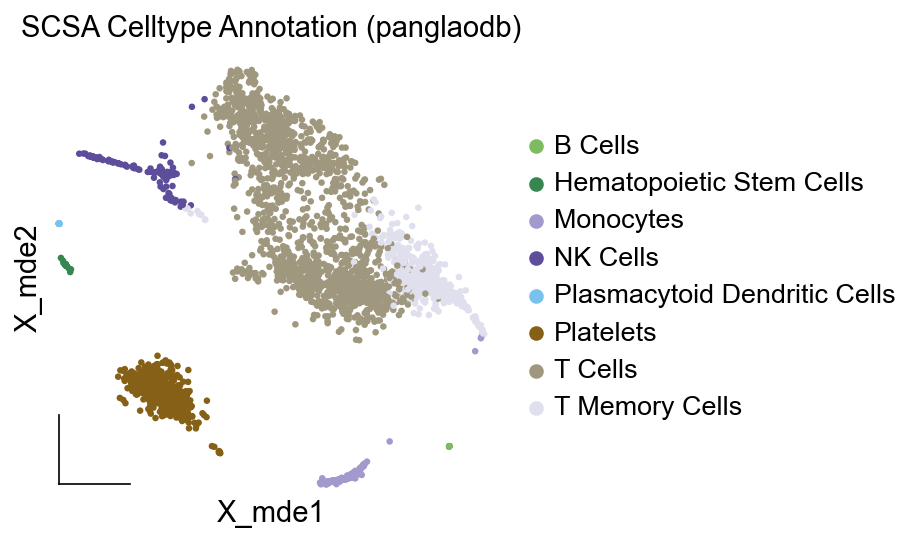 SCSA Celltype Annotation (panglaodb)
B Cells
Hematopoietic Stem Cells
Monocytes
NK Cells
Plasmacytoid Dendritic Cells
Platelets
T Cells
T Memory Cells
X_mde2
X_mde1